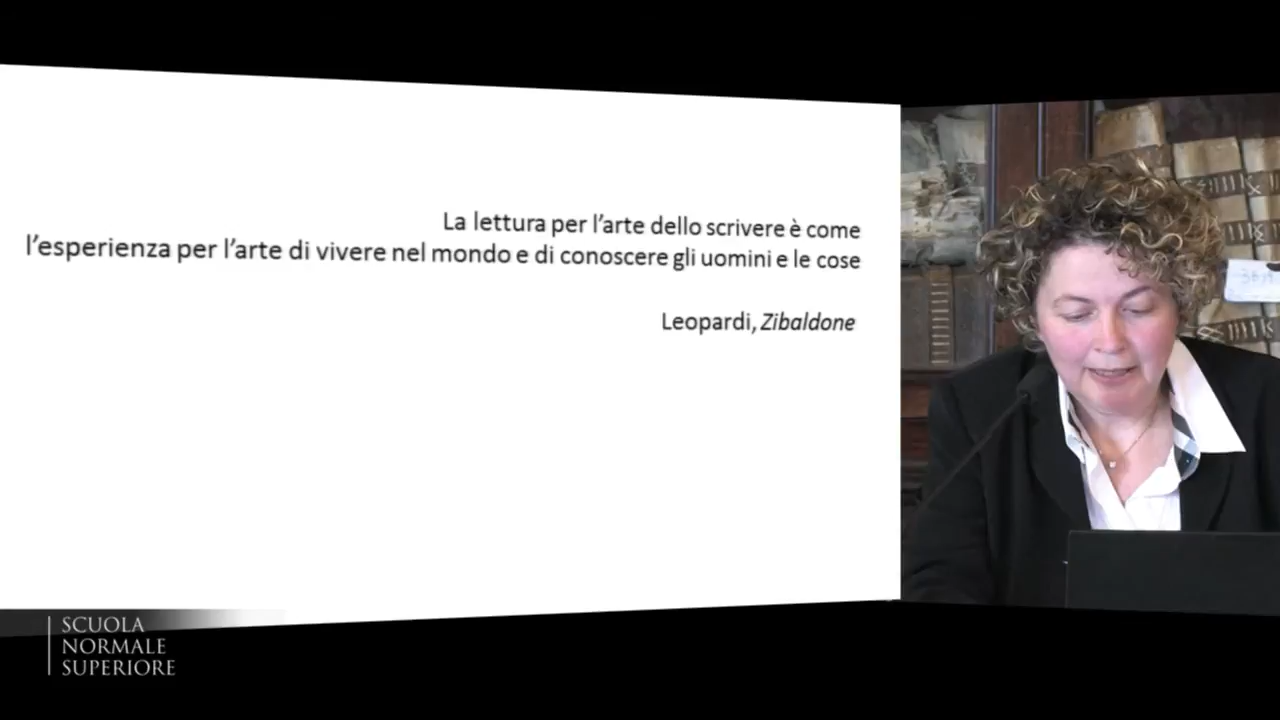 La lettura per l’arte dello scrivere è come
l’esperienza per l’arte di vivere nel mondo e di conoscere gli uomini e le cose
Leopardi, Zibaldone
SCUOLA
NORMALE
SUPERIORE